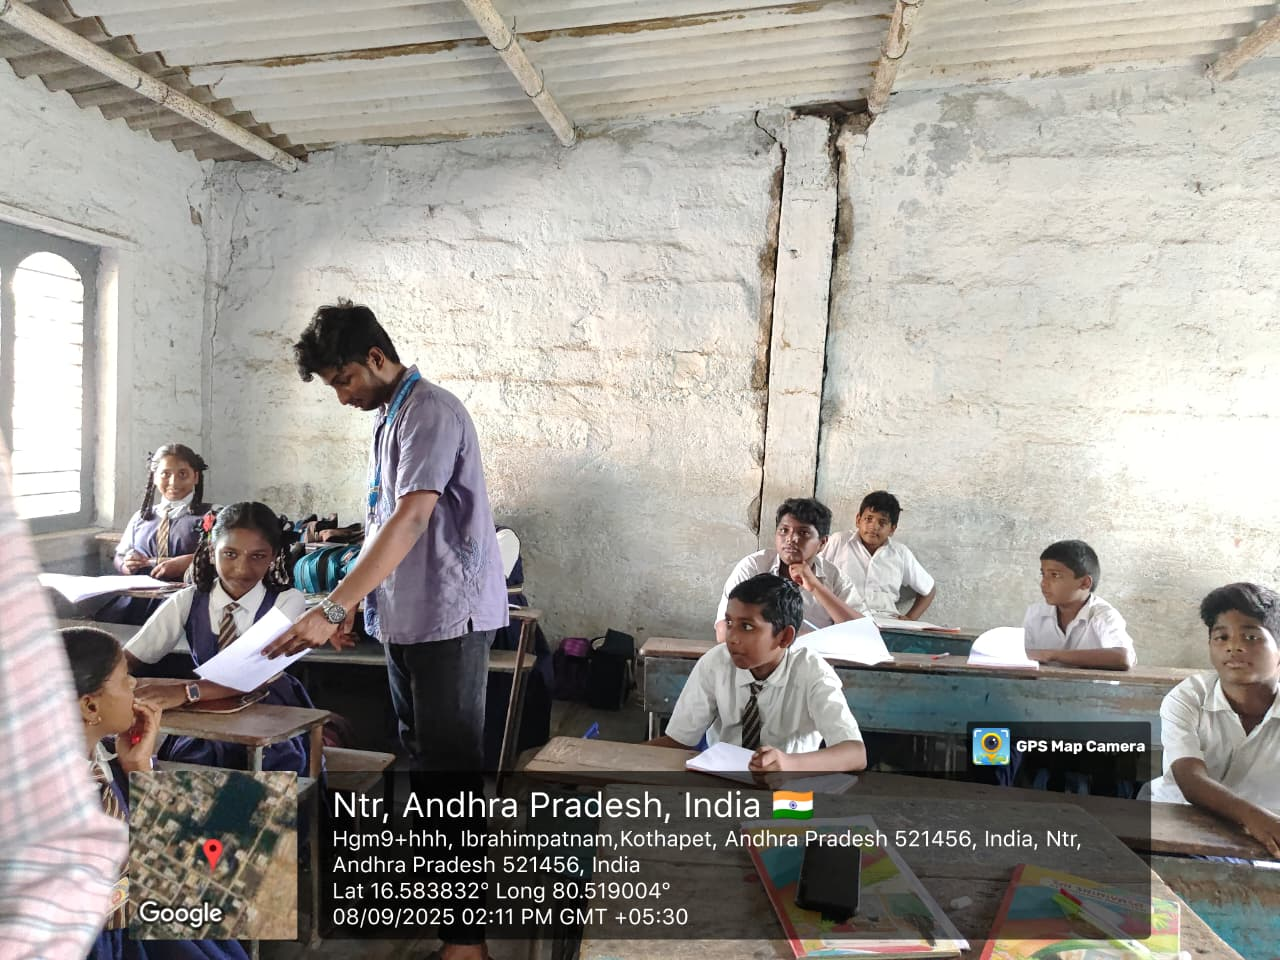 GPS Map Camera
Ntr, Andhra Pradesh, India
Hgm9+hhh, Ibrahimpatnam,Kothapet, Andhra Pradesh 521456, India, Ntr,
Andhra Pradesh 521456, India
Lat 16.583832° Long 80.519004°
08/09/2025 02:11 PM GMT +05:30
Google